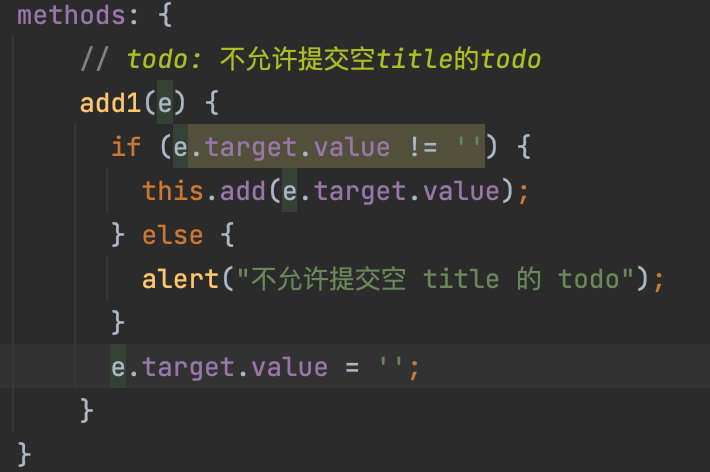 methods: {
// todo: 不允许提交空title的todo
add1(e) {
if (e.target.value != '') {
this.add(e.target.value);
} else {
alert("不允许提交空 title 的 todo");
}
e.target.value = '';
}
}